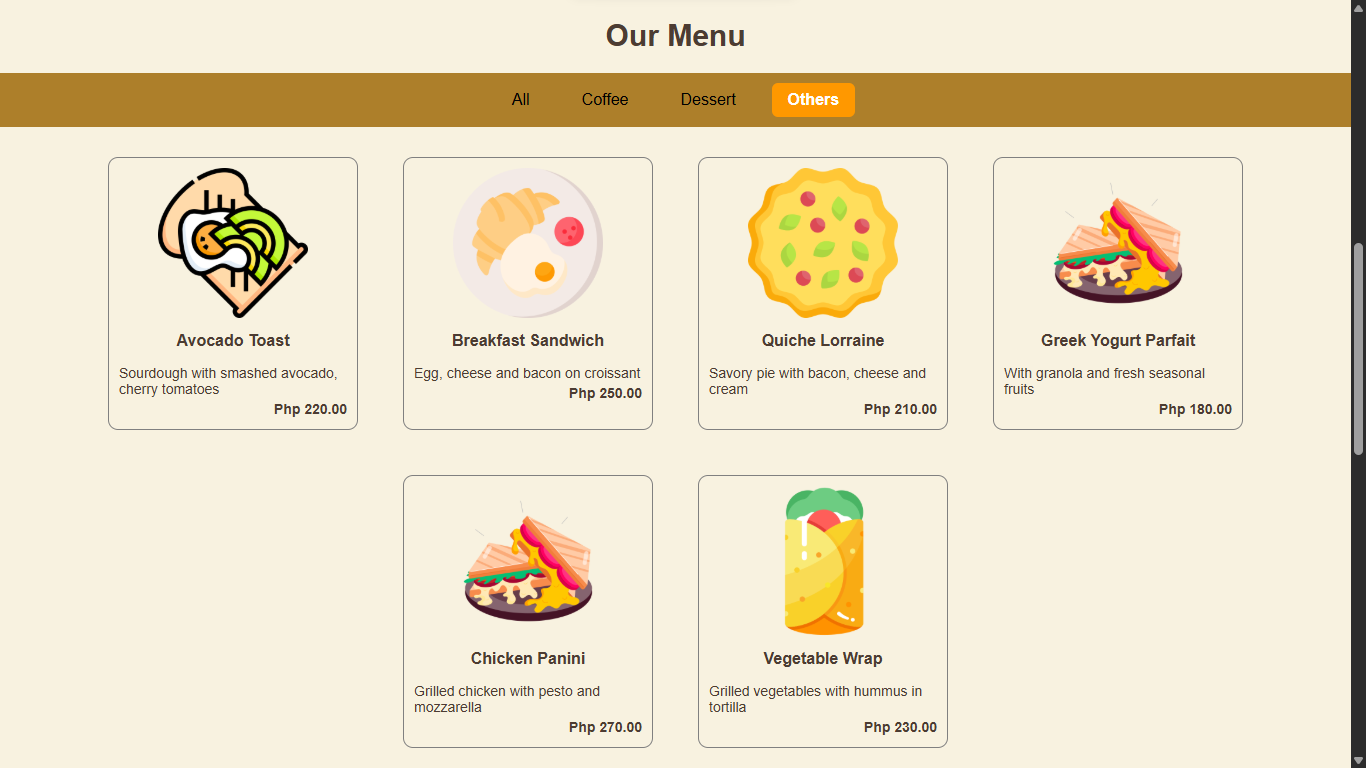 Our Menu
All
Coffee
Dessert
Others
Avocado Toast
Sourdough with smashed avocado,
cherry tomatoes
Php 220.00
Breakfast Sandwich
Egg, cheese and bacon on croissant
Php 250.00
Quiche Lorraine
Savory pie with bacon, cheese and
cream
Php 210.00
Greek Yogurt Parfait
With granola and fresh seasonal
fruits
Php 180.00
Chicken Panini
Grilled chicken with pesto and
mozzarella
Php 270.00
Vegetable Wrap
Grilled vegetables with hummus in
tortilla
Php 230.00